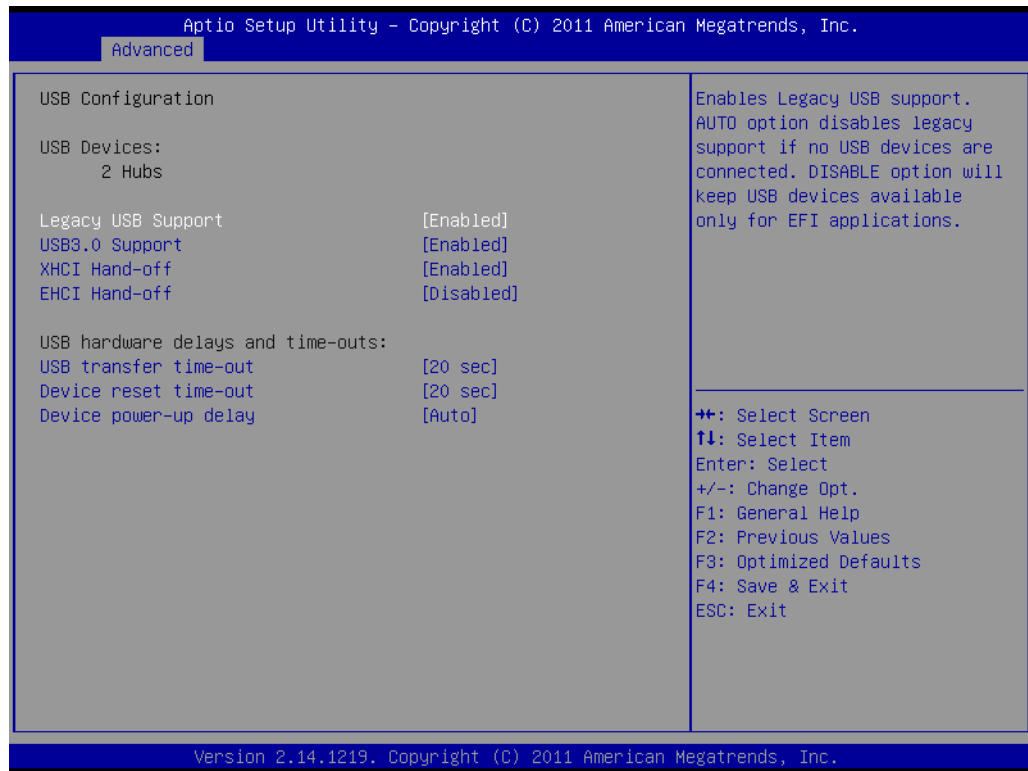 Aptio Setup Utility – Copyright (C) 2011 American Megatrends, Inc.
Advanced
USB Configuration
USB Devices:
2 Hubs
Legacy USB Support [Enabled]
USB3.0 Support [Enabled]
XHCI Hand-off [Enabled]
EHCI Hand-off [Disabled]
USB hardware delays and time-outs:
USB transfer time-out [20 sec]
Device reset time-out [20 sec]
Device power-up delay [Auto]
Enables Legacy USB support.
AUTO option disables legacy
support if no USB devices are
connected. DISABLE option will
keep USB devices available
only for EFI applications.
→←: Select Screen
↑↓: Select Item
Enter: Select
+/-: Change Opt.
F1: General Help
F2: Previous Values
F3: Optimized Defaults
F4: Save & Exit
ESC: Exit
Version 2.14.1219. Copyright (C) 2011 American Megatrends, Inc.